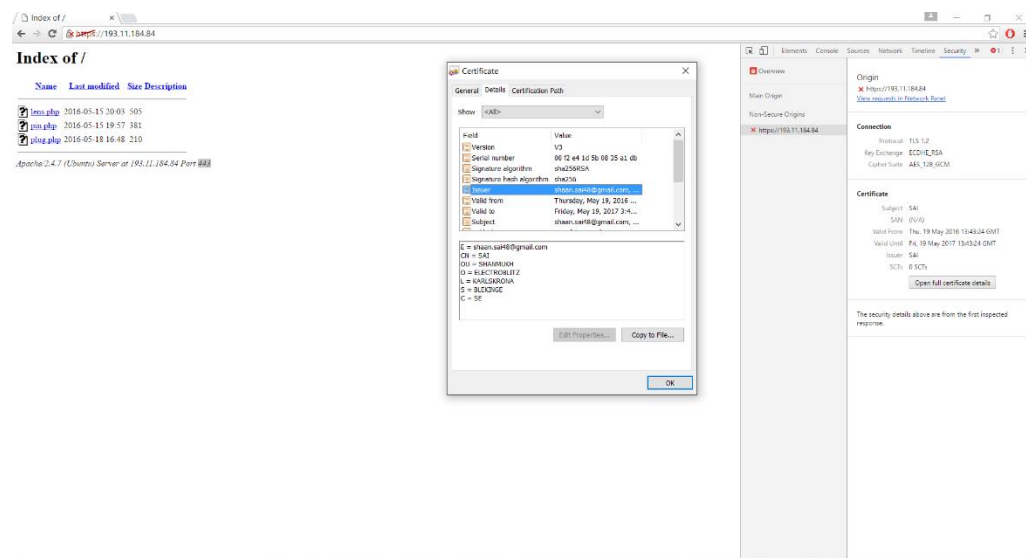 Index of /
https://193.11.184.84
Index of /
Name Last modified Size Description
lens.php 2016-05-15 20:03 505
pin.php 2016-05-15 19:57 381
plug.php 2016-05-18 16:48 210
Apache/2.4.7 (Ubuntu) Server at 193.11.184.84 Port 443
Certificate
General Details Certification Path
Show <All>
Field Value
Version V3
Serial number 00 f2 e4 1d 5b 08 35 a1 db
Signature algorithm sha256RSA
Signature hash algorithm sha256
Issuer shaan.sai48@gmail.com, ...
Valid from Thursday, May 19, 2016 ...
Valid to Friday, May 19, 2017 3:4...
Subject shaan.sai48@gmail.com, ...
E = shaan.sai48@gmail.com
CN = SAI
OU = SHANMUKH
O = ELECTROBLITZ
L = KARLSKRONA
S = BLEKINGE
C = SE
Edit Properties... Copy to File...
OK
Elements Console Sources Network Timeline Security » 1
Overview
Main Origin
Non-Secure Origins
https://193.11.184.84
Origin
https://193.11.184.84
View requests in Network Panel
Connection
Protocol TLS 1.2
Key Exchange ECDHE_RSA
Cipher Suite AES_128_GCM
Certificate
Subject SAI
SAN (N/A)
Valid From Thu, 19 May 2016 13:43:24 GMT
Valid Until Fri, 19 May 2017 13:43:24 GMT
Issuer SAI
SCTs 0 SCTs
Open full certificate details
The security details above are from the first inspected
response.